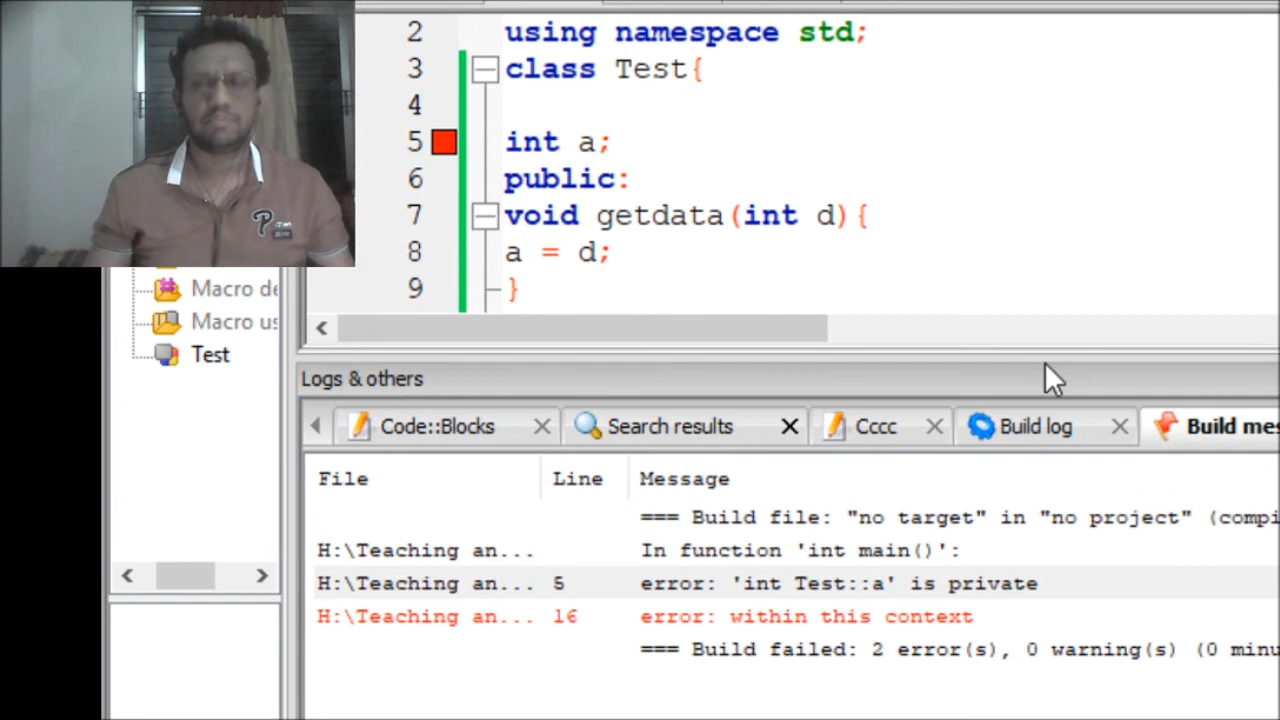 2 using namespace std;
3 class Test{
4
5 int a;
6 public:
7 void getdata(int d){
8 a = d;
9 }
Macro de
Macro us
Test
Logs & others
Code::Blocks Search results Cccc Build log Build mes
File Line Message
=== Build file: "no target" in "no project" (compi
H:\Teaching an... In function 'int main()':
H:\Teaching an... 5 error: 'int Test::a' is private
H:\Teaching an... 16 error: within this context
=== Build failed: 2 error(s), 0 warning(s) (0 minu